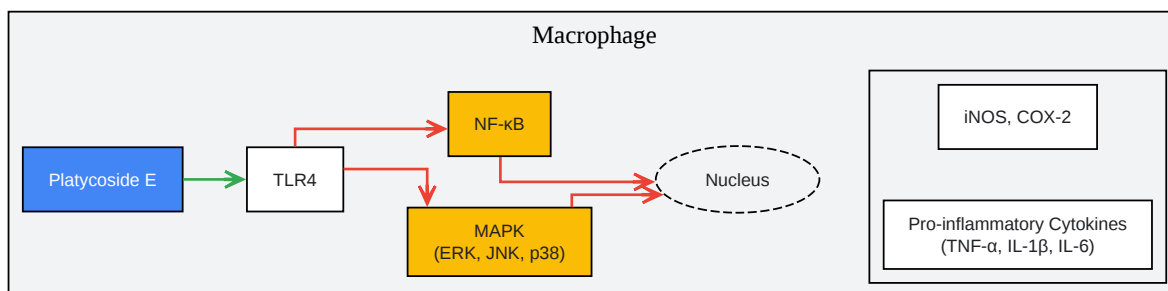 Macrophage
Platycoside E
TLR4
NF-κB
MAPK
(ERK, JNK, p38)
Nucleus
iNOS, COX-2
Pro-inflammatory Cytokines
(TNF-α, IL-1β, IL-6)